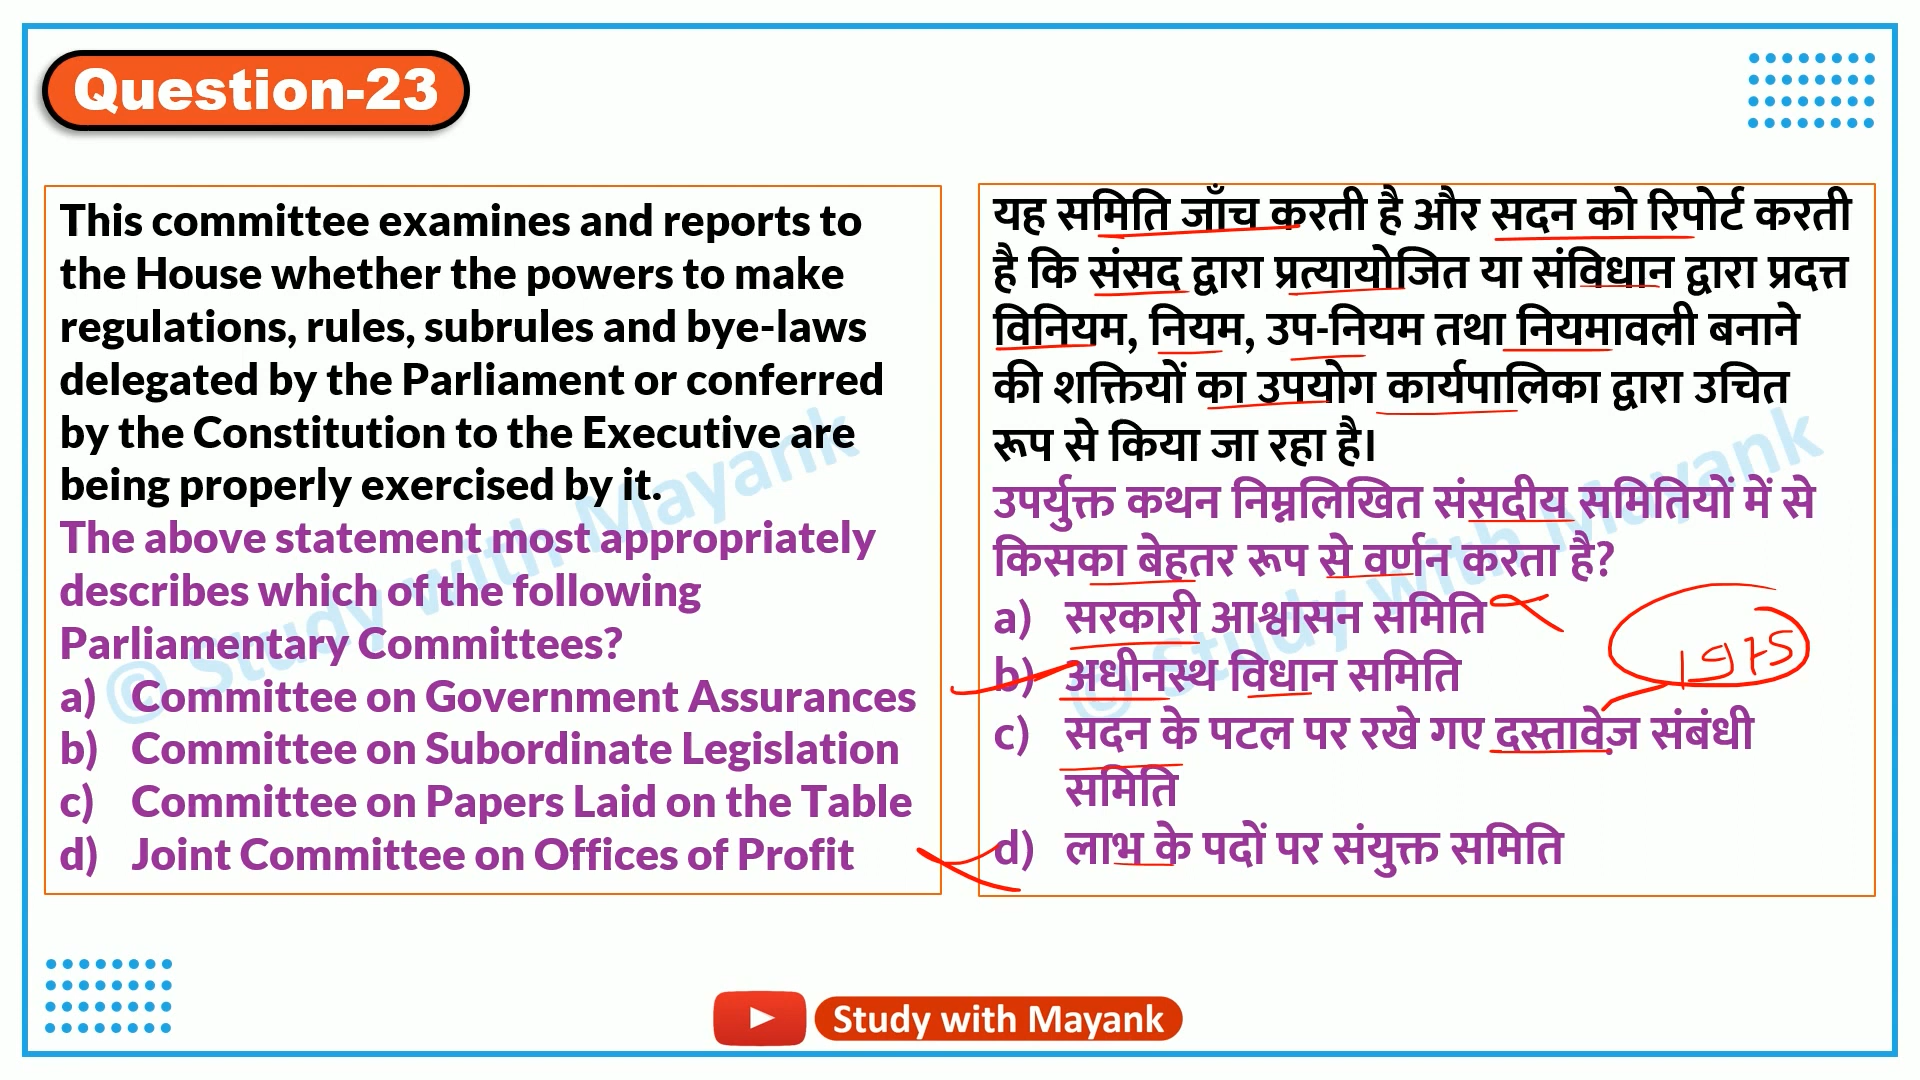 Question-23
This committee examines and reports to
the House whether the powers to make
regulations, rules, subrules and bye-laws
delegated by the Parliament or conferred
by the Constitution to the Executive are
being properly exercised by it.
The above statement most appropriately
describes which of the following
Parliamentary Committees?
a) Committee on Government Assurances
b) Committee on Subordinate Legislation
c) Committee on Papers Laid on the Table
d) Joint Committee on Offices of Profit
@ Study with Mayank
यह समिति जाँच करती है और सदन को रिपोर्ट करती
है कि संसद द्वारा प्रत्यायोजित या संविधान द्वारा प्रदत्त
विनियम, नियम, उप-नियम तथा नियमावली बनाने
की शक्तियों का उपयोग कार्यपालिका द्वारा उचित
रूप से किया जा रहा है।
उपर्युक्त कथन निम्नलिखित संसदीय समितियों में से
किसका बेहतर रूप से वर्णन करता है?
a) सरकारी आश्वासन समिति
b) अधीनस्थ विधान समिति
c) सदन के पटल पर रखे गए दस्तावेज संबंधी
समिति
d) लाभ के पदों पर संयुक्त समिति
1975
@ Study with Mayank
Study with Mayank